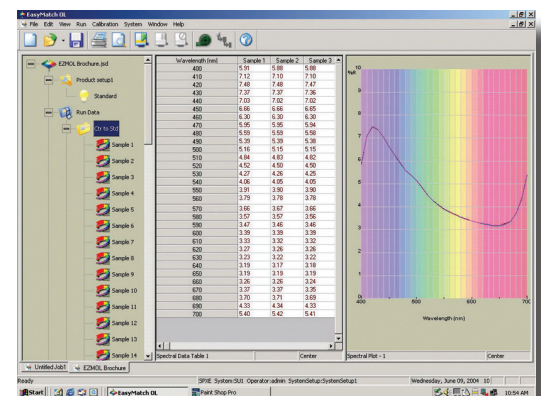 EasyMatch OL
File Edit View Run Calibration System Window Help
EZMOL Brochure.jsd
Product setup1
Standard
Run Data
Ctr to Std
Sample 1
Sample 2
Sample 3
Sample 4
Sample 5
Sample 6
Sample 7
Sample 8
Sample 9
Sample 10
Sample 11
Sample 12
Sample 13
Sample 14
Wavelength (nm) Sample 1 Sample 2 Sample 3
400 5.91 5.88 5.88
410 7.12 7.10 7.10
420 7.48 7.48 7.47
430 7.37 7.37 7.36
440 7.03 7.02 7.02
450 6.66 6.66 6.65
460 6.30 6.30 6.30
470 5.95 5.95 5.94
480 5.59 5.59 5.58
490 5.39 5.39 5.38
500 5.16 5.15 5.15
510 4.84 4.83 4.82
520 4.52 4.50 4.50
530 4.27 4.26 4.25
540 4.06 4.05 4.05
550 3.91 3.90 3.90
560 3.79 3.78 3.78
570 3.66 3.67 3.66
580 3.57 3.57 3.56
590 3.47 3.46 3.46
600 3.39 3.39 3.39
610 3.33 3.32 3.32
620 3.27 3.26 3.26
630 3.23 3.22 3.22
640 3.19 3.17 3.18
650 3.19 3.19 3.19
660 3.26 3.26 3.24
670 3.37 3.37 3.35
680 3.70 3.71 3.69
690 4.33 4.34 4.33
700 5.40 5.42 5.41
Spectral Data Table 1 Center
%R
10
9
8
7
6
5
4
3
2
1
400 500 600 700
Wavelength (nm)
Spectral Plot - 1 Center
Untitled Job1 EZMOL Brochure
Ready SPXE System:SU1 Operator:admin SystemSetup:SystemSetup1 Wednesday, June 09, 2004 10
Start EasyMatch OL Paint Shop Pro 10:54 AM